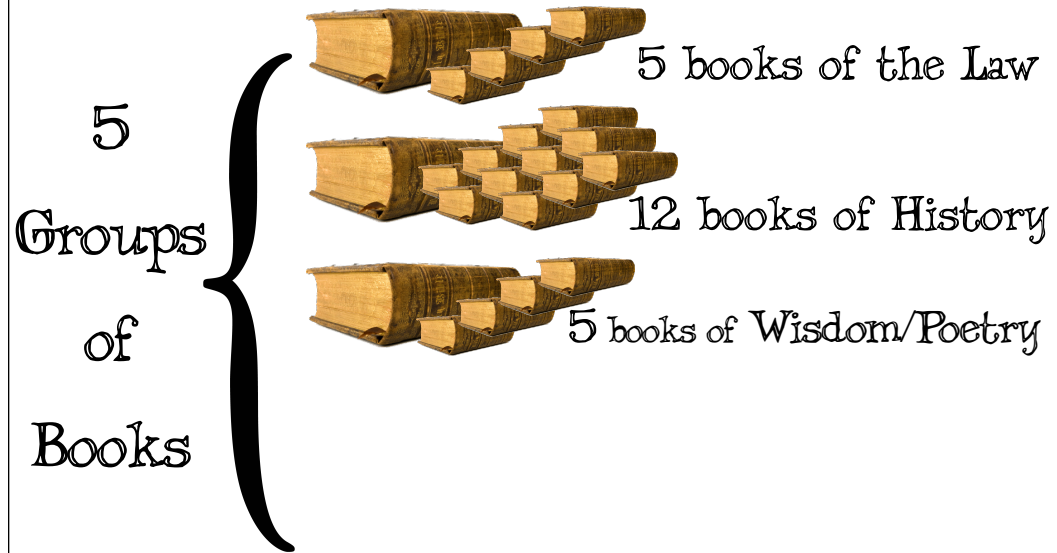 5
Groups
of
Books
5 books of the Law
12 books of History
5 books of Wisdom/Poetry